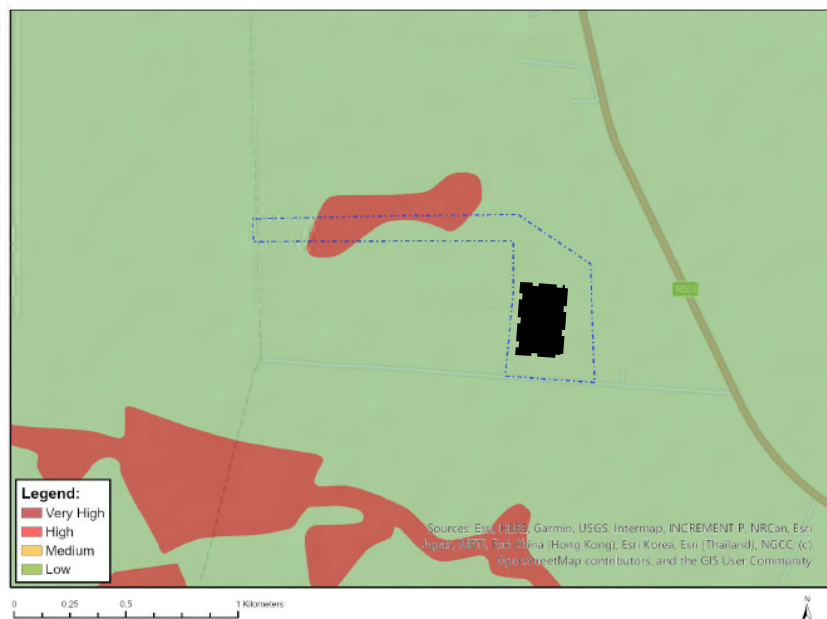 R503
Legend:
Very High
High
Medium
Low
Sources: Esri, HERE, Garmin, USGS, Intermap, INCREMENT P, NRCan, Esri
Japan, METI, Esri China (Hong Kong), Esri Korea, Esri (Thailand), NGCC, (c)
OpenStreetMap contributors, and the GIS User Community
0 0.25 0.5 1 Kilometers
N